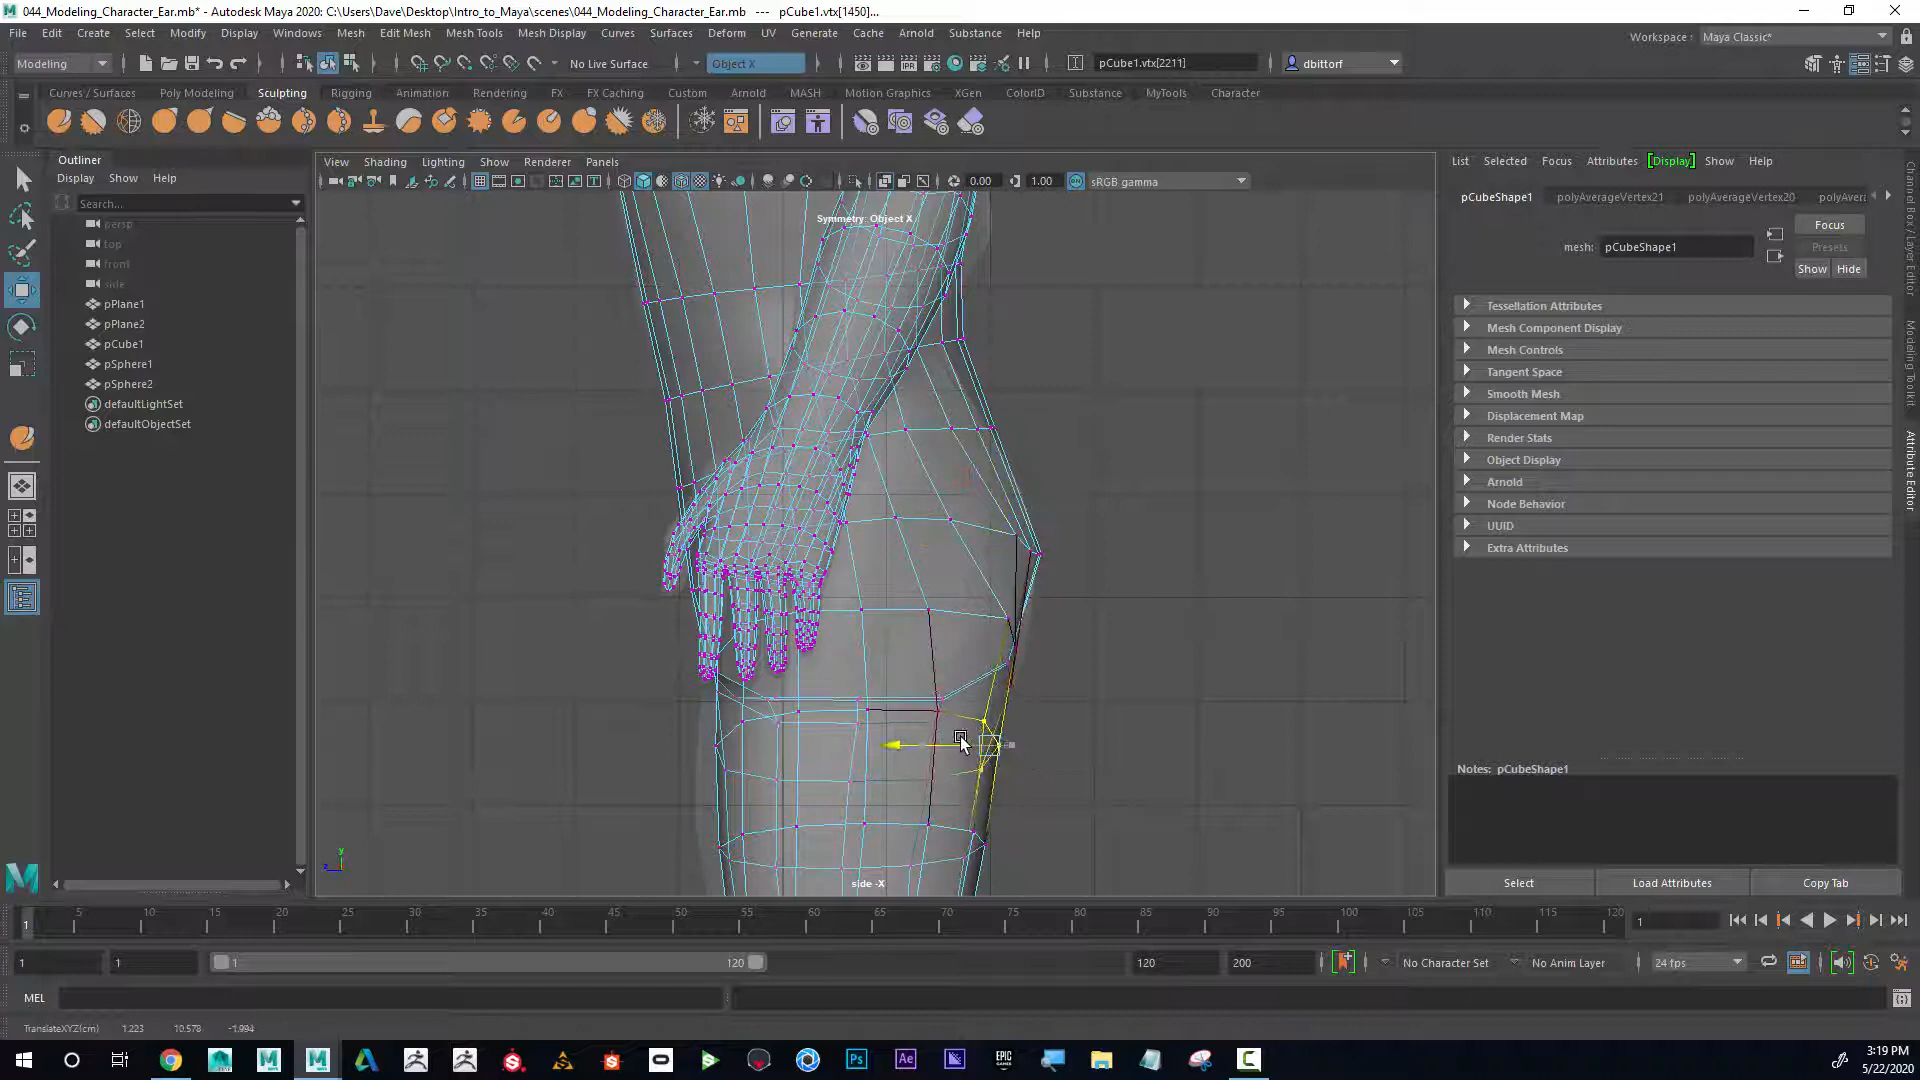 044_Modeling_Character_Ear.mb* - Autodesk Maya 2020: C:\Users\Dave\Desktop\Intro_to_Maya\scenes\044_Modeling_Character_Ear.mb --- pCube1.vtx[1450]...
File Edit Create Select Modify Display Windows Mesh Edit Mesh Mesh Tools Mesh Display Curves Surfaces Deform UV Generate Cache Arnold Substance Help
Workspace : Maya Classic*
Modeling
No Live Surface
Object X
pCube1.vtx[2211]
dbittorf
Curves / Surfaces Poly Modeling Sculpting Rigging Animation Rendering FX FX Caching Custom Arnold MASH Motion Graphics XGen ColorID Substance MyTools Character
Outliner
Display Show Help
Search...
persp
top
front
side
pPlane1
pPlane2
pCube1
pSphere1
pSphere2
defaultLightSet
defaultObjectSet
View Shading Lighting Show Renderer Panels
0.00 1.00 sRGB gamma
Symmetry: Object X
side -X
List Selected Focus Attributes [Display] Show Help
pCubeShape1 polyAverageVertex21 polyAverageVertex20 polyAvera
mesh: pCubeShape1
Focus
Presets
Show Hide
Tessellation Attributes
Mesh Component Display
Mesh Controls
Tangent Space
Smooth Mesh
Displacement Map
Render Stats
Object Display
Arnold
Node Behavior
UUID
Extra Attributes
Notes: pCubeShape1
Select Load Attributes Copy Tab
Channel Box / Layer Editor
Modeling Toolkit
Attribute Editor
y
z
1 5 10 15 20 25 30 35 40 45 50 55 60 65 70 75 80 85 90 95 100 105 110 115 120
1
1 1 1 120 120 200 No Character Set No Anim Layer 24 fps
MEL
TranslateXYZ(cm) 1.223 10.578 -1.994
3:19 PM
5/22/2020